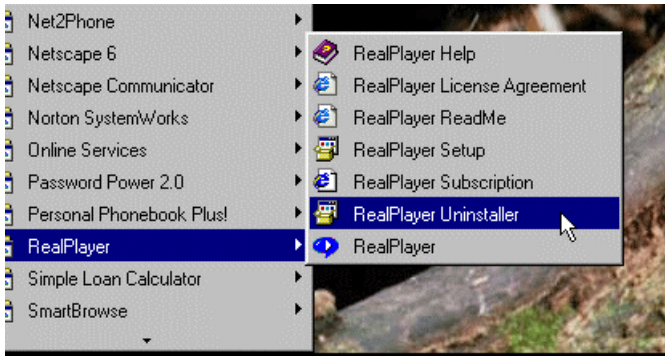 Net2Phone
Netscape 6
Netscape Communicator
Norton SystemWorks
Online Services
Password Power 2.0
Personal Phonebook Plus!
RealPlayer
Simple Loan Calculator
SmartBrowse
RealPlayer Help
RealPlayer License Agreement
RealPlayer ReadMe
RealPlayer Setup
RealPlayer Subscription
RealPlayer Uninstaller
RealPlayer